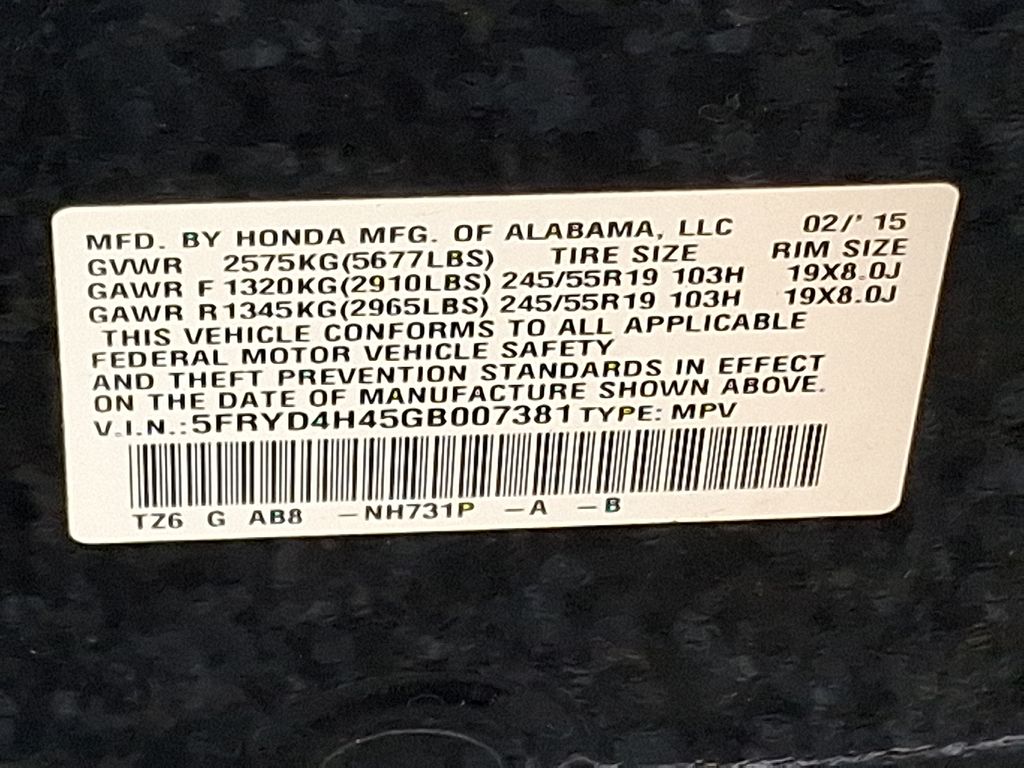 MFD. BY HONDA MFG. OF ALABAMA, LLC 02/' 15
GVWR 2575KG(5677LBS) TIRE SIZE RIM SIZE
GAWR F 1320KG(2910LBS) 245/55R19 103H 19X8.0J
GAWR R 1345KG(2965LBS) 245/55R19 103H 19X8.0J
THIS VEHICLE CONFORMS TO ALL APPLICABLE
FEDERAL MOTOR VEHICLE SAFETY
AND THEFT PREVENTION STANDARDS IN EFFECT
ON THE DATE OF MANUFACTURE SHOWN ABOVE.
V.I.N.:5FRYD4H45GB007381 TYPE: MPV
TZ6 G AB8 -NH731P -A -B